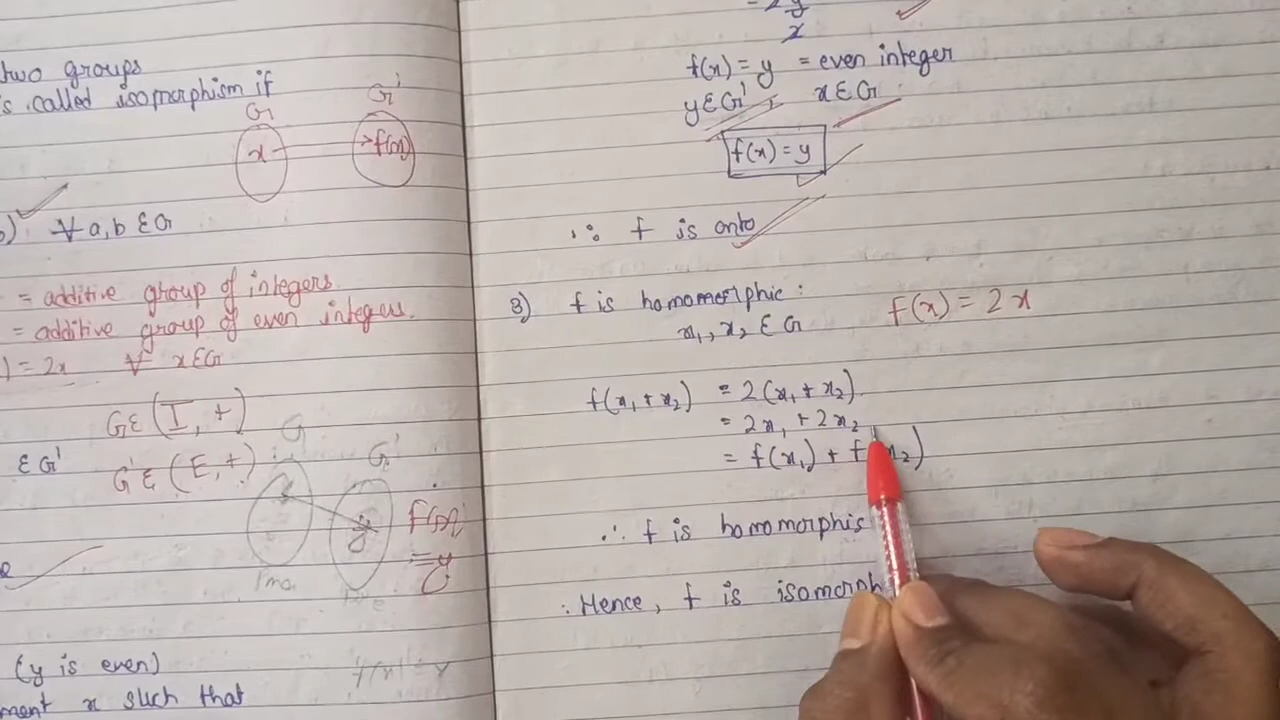 two groups
is called isomorphism if
G G'
x f(x)
) ∀ a,b ∈ G
= additive group of integers
= additive group of even integers.
) = 2x ∀ x∈G
G∈ (I, +)
∈ G' G'∈ (E, +)
G G'
y f(x)
= y
(y is even)
ment x such that
= 2 y
x
f(x) = y = even integer
y∈G' x∈G
f(x) = y
∴ f is onto
3) f is homomorphic : f(x) = 2x
x₁, x₂ ∈ G
f(x₁ + x₂) = 2(x₁ + x₂)
= 2x₁ + 2x₂
= f(x₁) + f(x₂)
∴ f is homomorphis
∴ Hence, f is isomorph